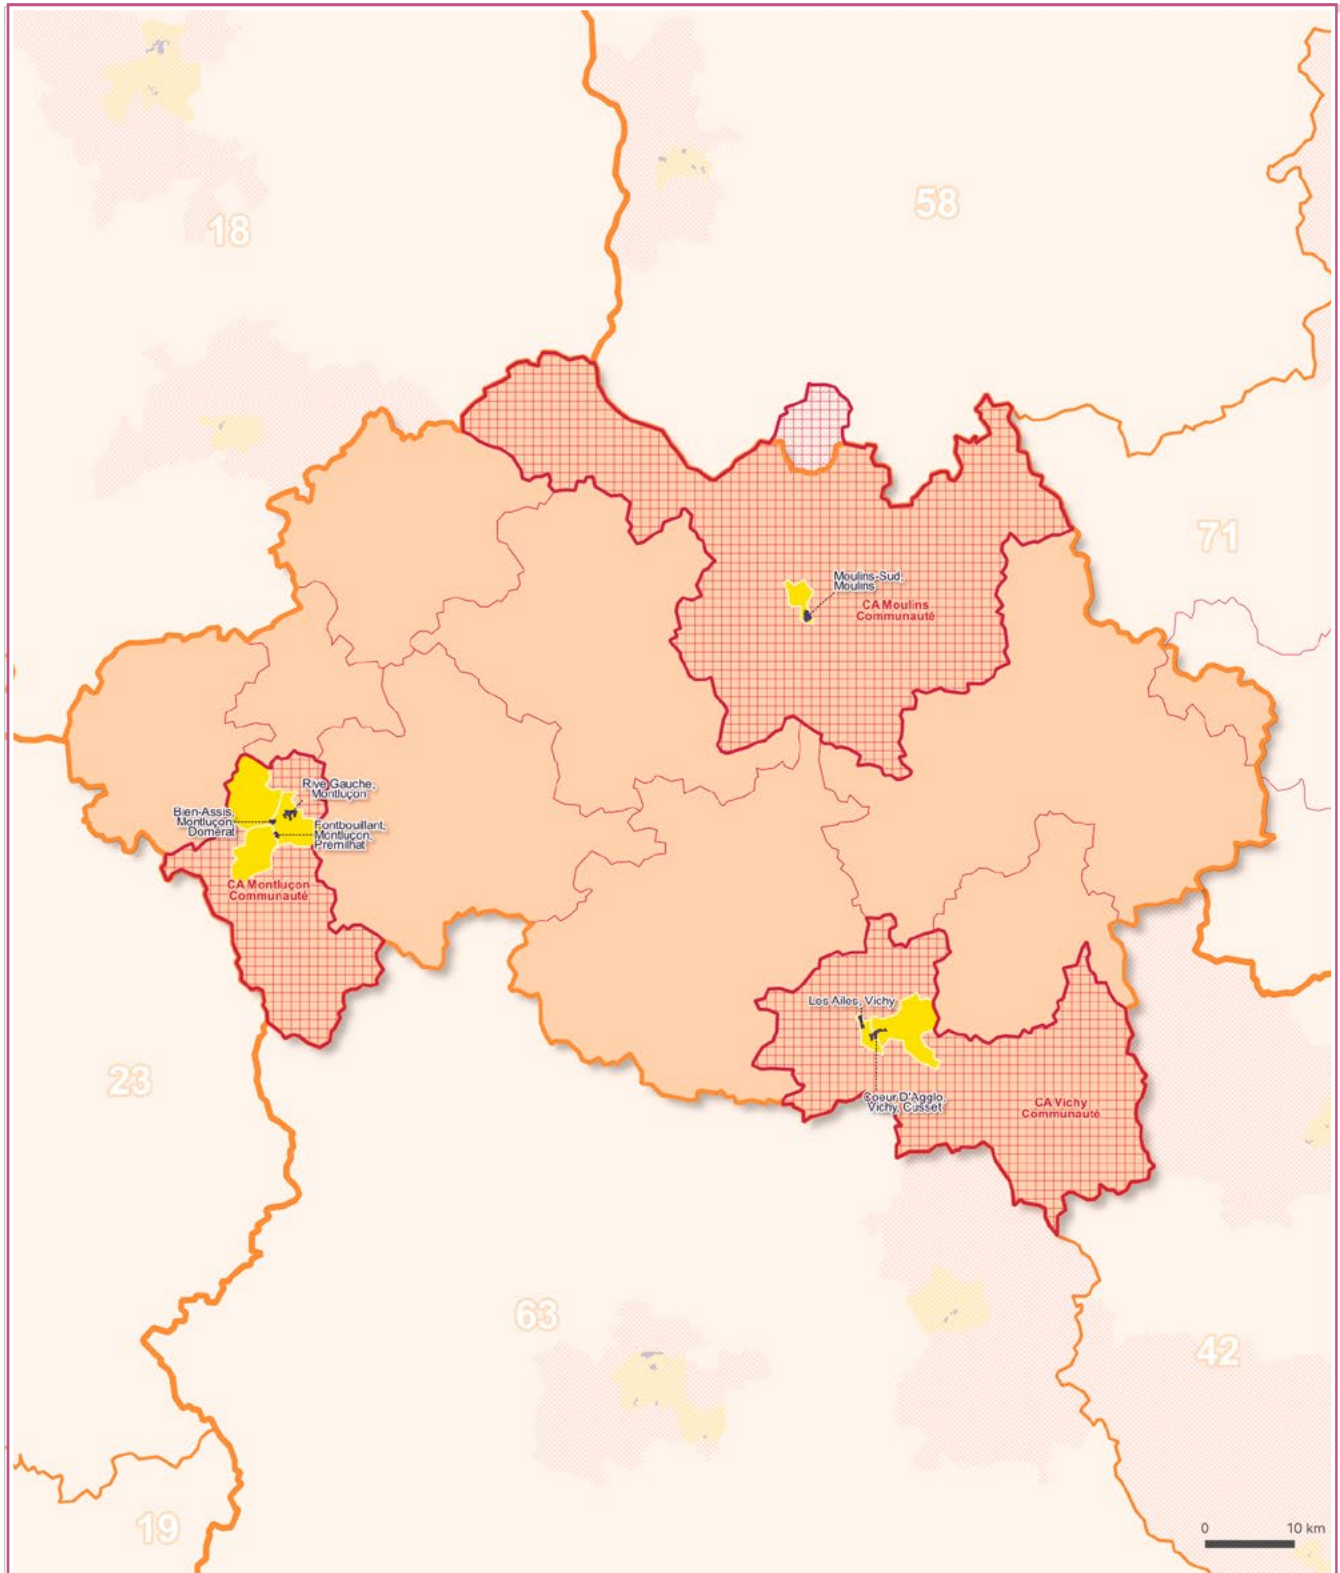 18
58
71
Moulins-Sud,
Moulins
CA Moulins
Communauté
Rive Gauche,
Montluçon
Bien-Assis,
Montluçon,
Domérat
Fontbouillant,
Montluçon,
Prémilhat
CA Montluçon
Communauté
Les Ailes, Vichy
Coeur D'Agglo,
Vichy, Cusset
CA Vichy
Communauté
23
63
42
19
0 10 km